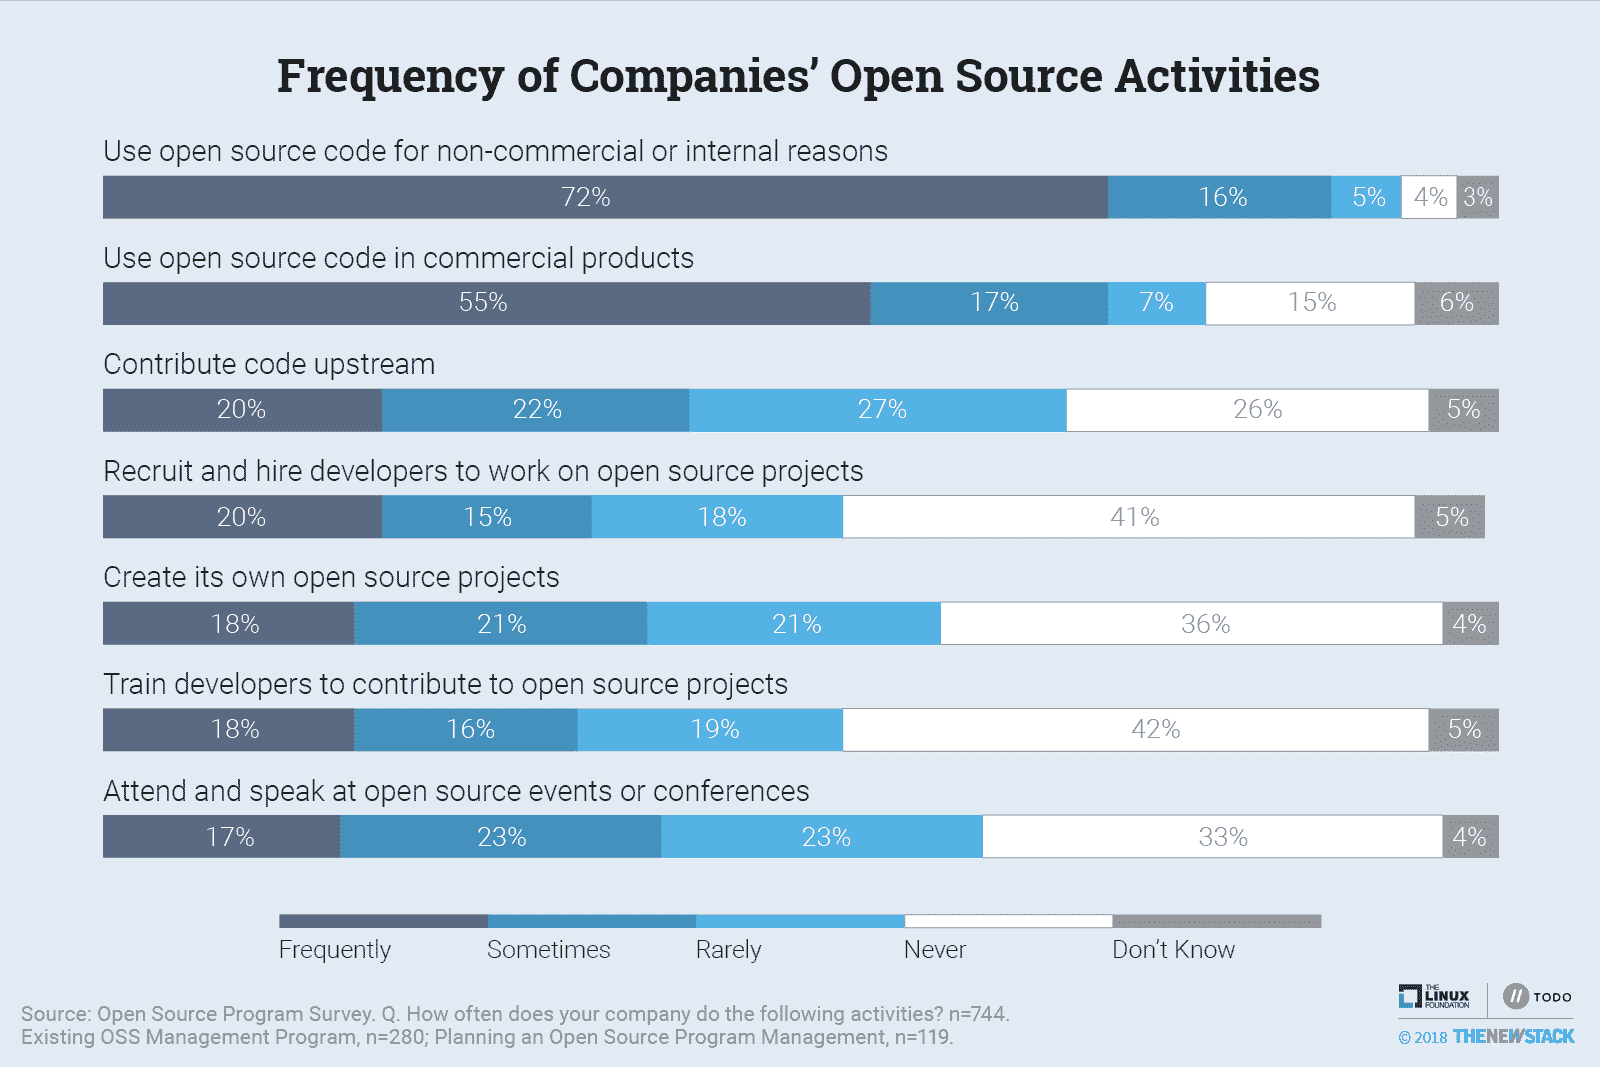 Frequency of Companies’ Open Source Activities
Use open source code for non-commercial or internal reasons
72% 16% 5% 4% 3%
Use open source code in commercial products
55% 17% 7% 15% 6%
Contribute code upstream
20% 22% 27% 26% 5%
Recruit and hire developers to work on open source projects
20% 15% 18% 41% 5%
Create its own open source projects
18% 21% 21% 36% 4%
Train developers to contribute to open source projects
18% 16% 19% 42% 5%
Attend and speak at open source events or conferences
17% 23% 23% 33% 4%
Frequently Sometimes Rarely Never Don’t Know
Source: Open Source Program Survey. Q. How often does your company do the following activities? n=744.
Existing OSS Management Program, n=280; Planning an Open Source Program Management, n=119.
THE
LINUX
FOUNDATION
// TODO
© 2018 THENEWSTACK